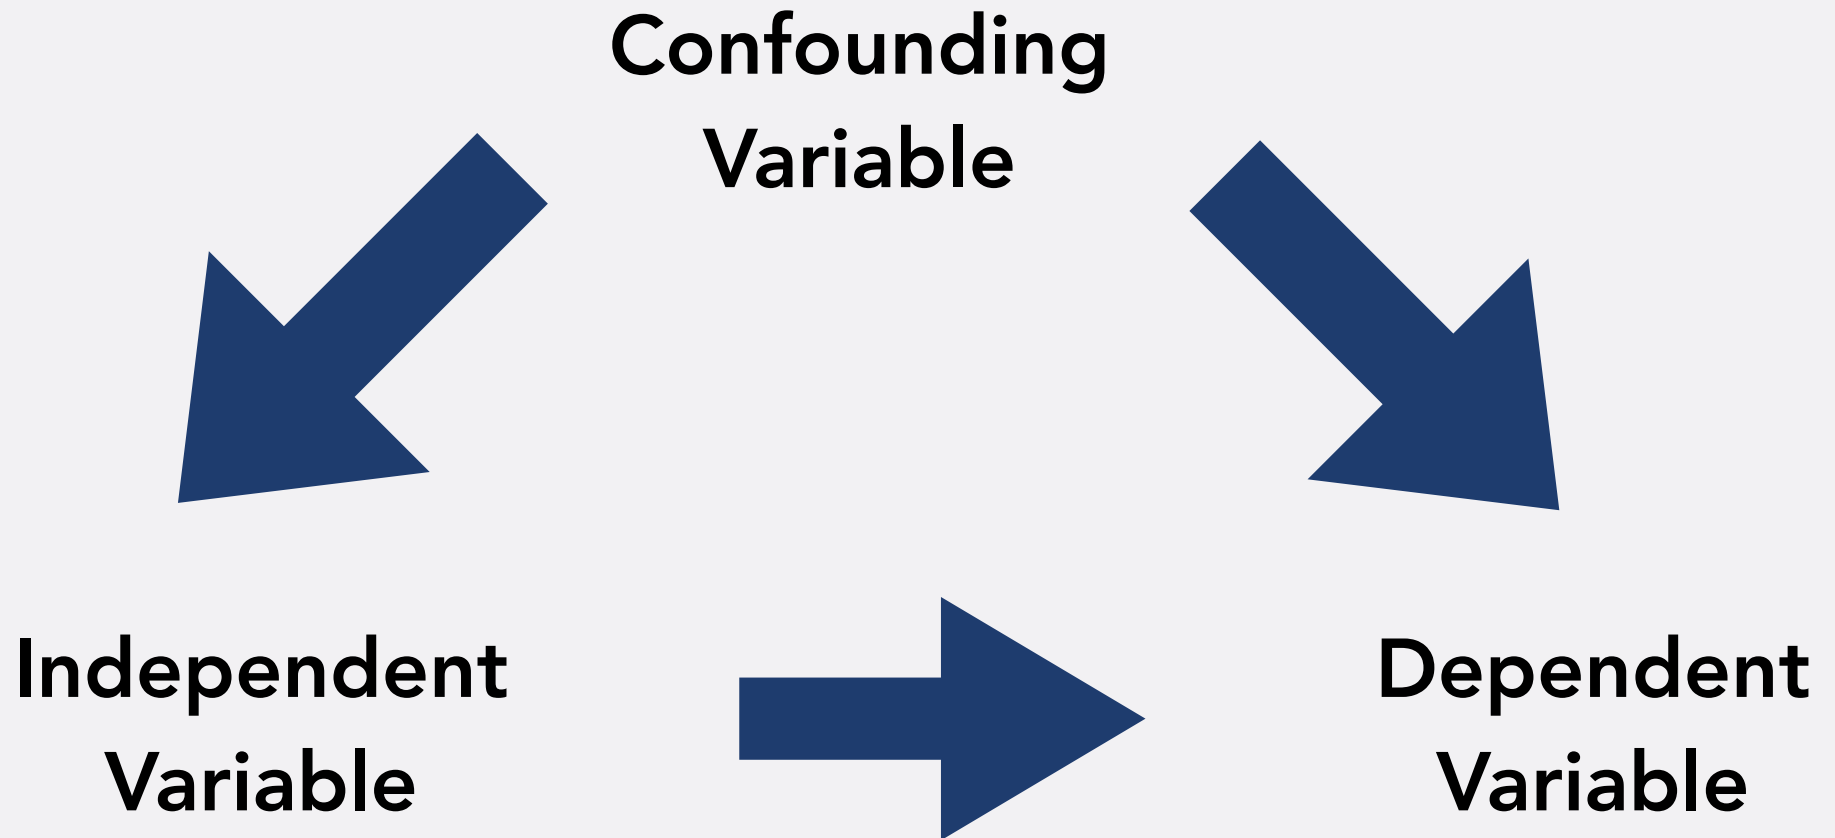 Confounding
Variable
Independent
Variable
Dependent
Variable